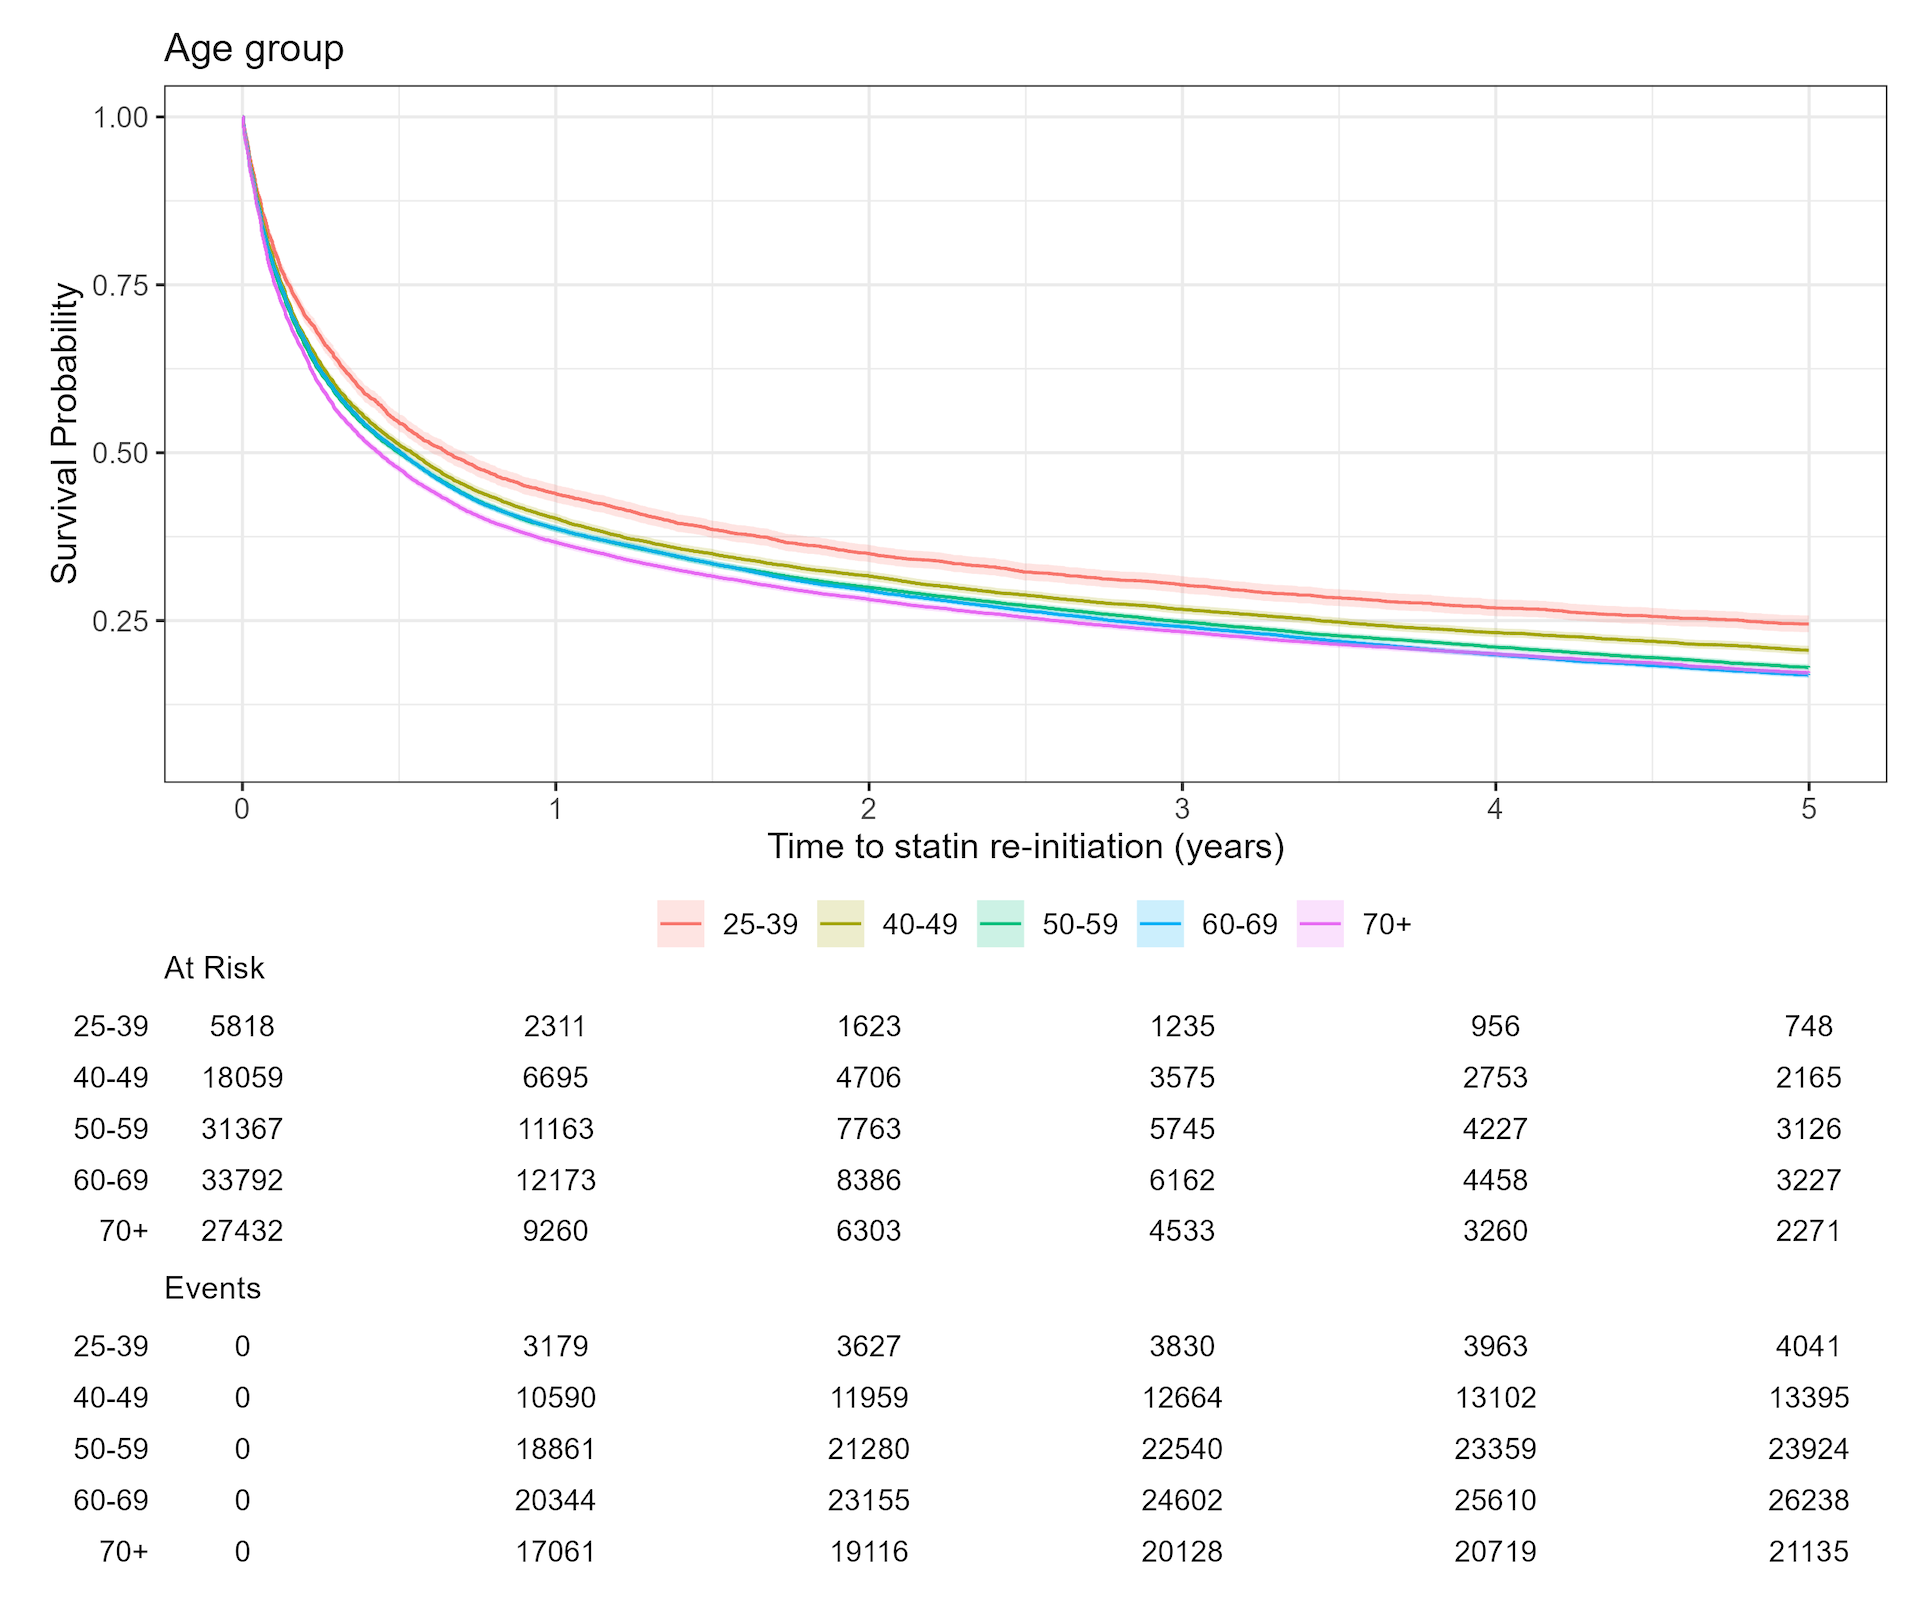 Age group
1.00
0.75
0.50
0.25
Survival Probability
0 1 2 3 4 5
Time to statin re-initiation (years)
25-39 40-49 50-59 60-69 70+
At Risk
25-39 5818 2311 1623 1235 956 748
40-49 18059 6695 4706 3575 2753 2165
50-59 31367 11163 7763 5745 4227 3126
60-69 33792 12173 8386 6162 4458 3227
70+ 27432 9260 6303 4533 3260 2271
Events
25-39 0 3179 3627 3830 3963 4041
40-49 0 10590 11959 12664 13102 13395
50-59 0 18861 21280 22540 23359 23924
60-69 0 20344 23155 24602 25610 26238
70+ 0 17061 19116 20128 20719 21135